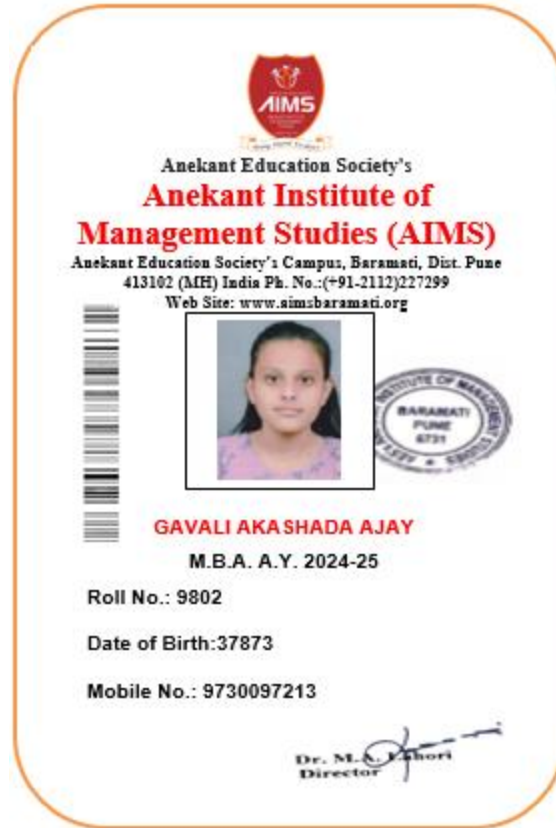 AIMS
Anekant Education Society's
Anekant Institute of
Management Studies (AIMS)
Anekant Education Society's Campus, Baramati, Dist. Pune
413102 (MH) India Ph. No.:(+91-2112)227299
Web Site: www.aimsbaramati.org
INSTITUTE OF MANAGEMENT STUDIES
BARAMATI
PUNE
GAVALI AKASHADA AJAY
M.B.A. A.Y. 2024-25
Roll No.: 9802
Date of Birth:37873
Mobile No.: 9730097213
Dr. M.A.
Director